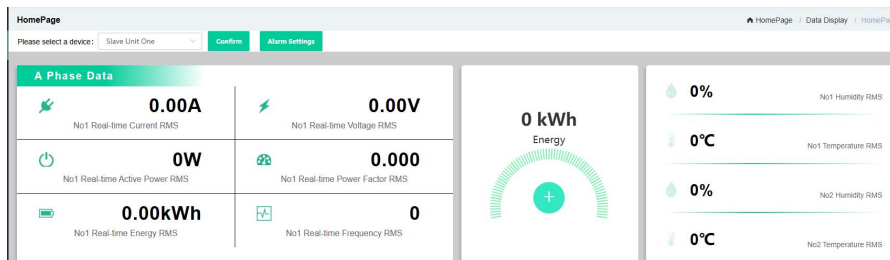 HomePage
HomePage / Data Display / HomePa
Please select a device: Slave Unit One Confirm Alarm Settings
A Phase Data
0.00A
No1 Real-time Current RMS
0.00V
No1 Real-time Voltage RMS
0W
No1 Real-time Active Power RMS
0.000
No1 Real-time Power Factor RMS
0.00kWh
No1 Real-time Energy RMS
0
No1 Real-time Frequency RMS
0 kWh
Energy
0%
No1 Humidity RMS
0℃
No1 Temperature RMS
0%
No2 Humidity RMS
0℃
No2 Temperature RMS